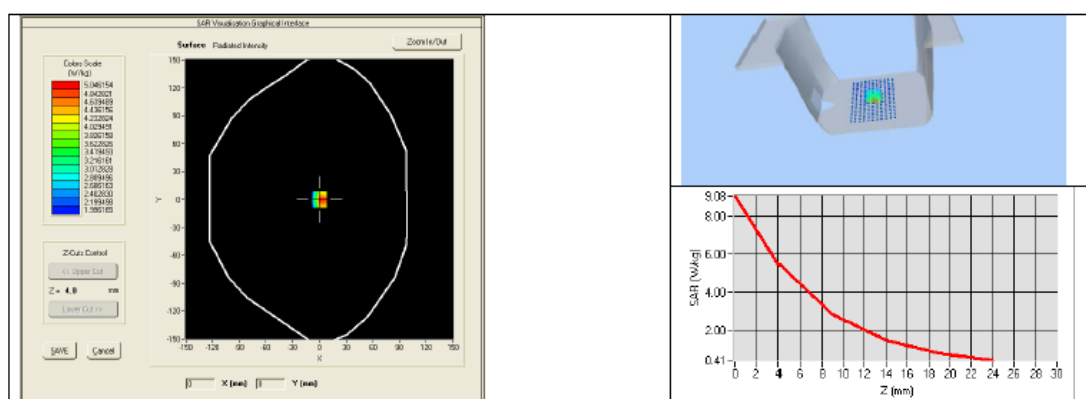 SAR Visualisation Graphical Interface
Surface Radiated Intensity
Zoom In/Out
Colors Scale
(W/kg)
5.046154
4.842821
4.639489
4.436156
4.232824
4.029491
3.826158
3.622826
3.419493
3.216161
3.012828
2.809496
2.606163
2.402830
2.199498
1.996165
Z-Cuts Control
<< Upper Cut
Z = 4.0 mm
Lower Cut >>
SAVE
Cancel
150
120
90
60
30
0
-30
-60
-90
-120
-150
Y
-150 -120 -90 -60 -30 0 30 60 90 120 150
X
0 X (mm) 0 Y (mm)
9.08
8.00
6.00
4.00
2.00
0.41
SAR (W/kg)
0 2 4 6 8 10 12 14 16 18 20 22 24 26 28 30
Z (mm)